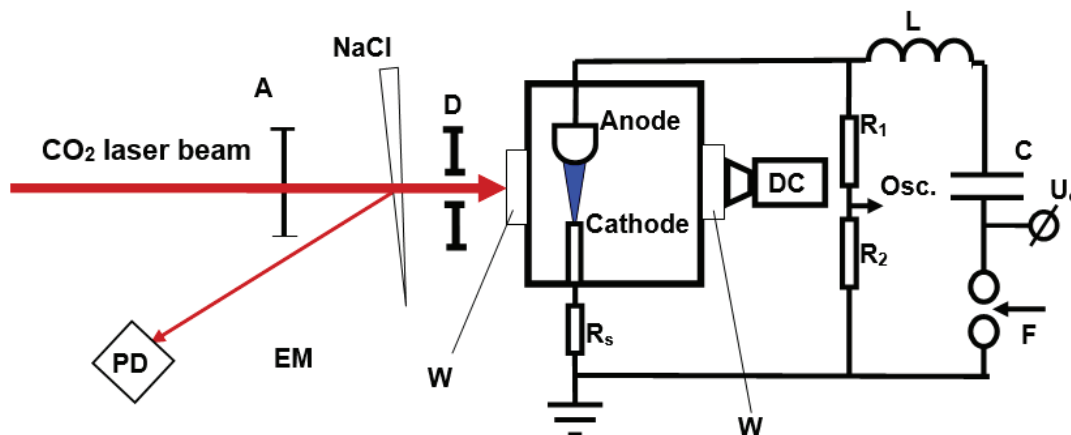 L
NaCl
A
D
Anode
R1
C
CO2 laser beam
DC
Osc.
Cathode
R2
F
Rs
PD
EM
W
W